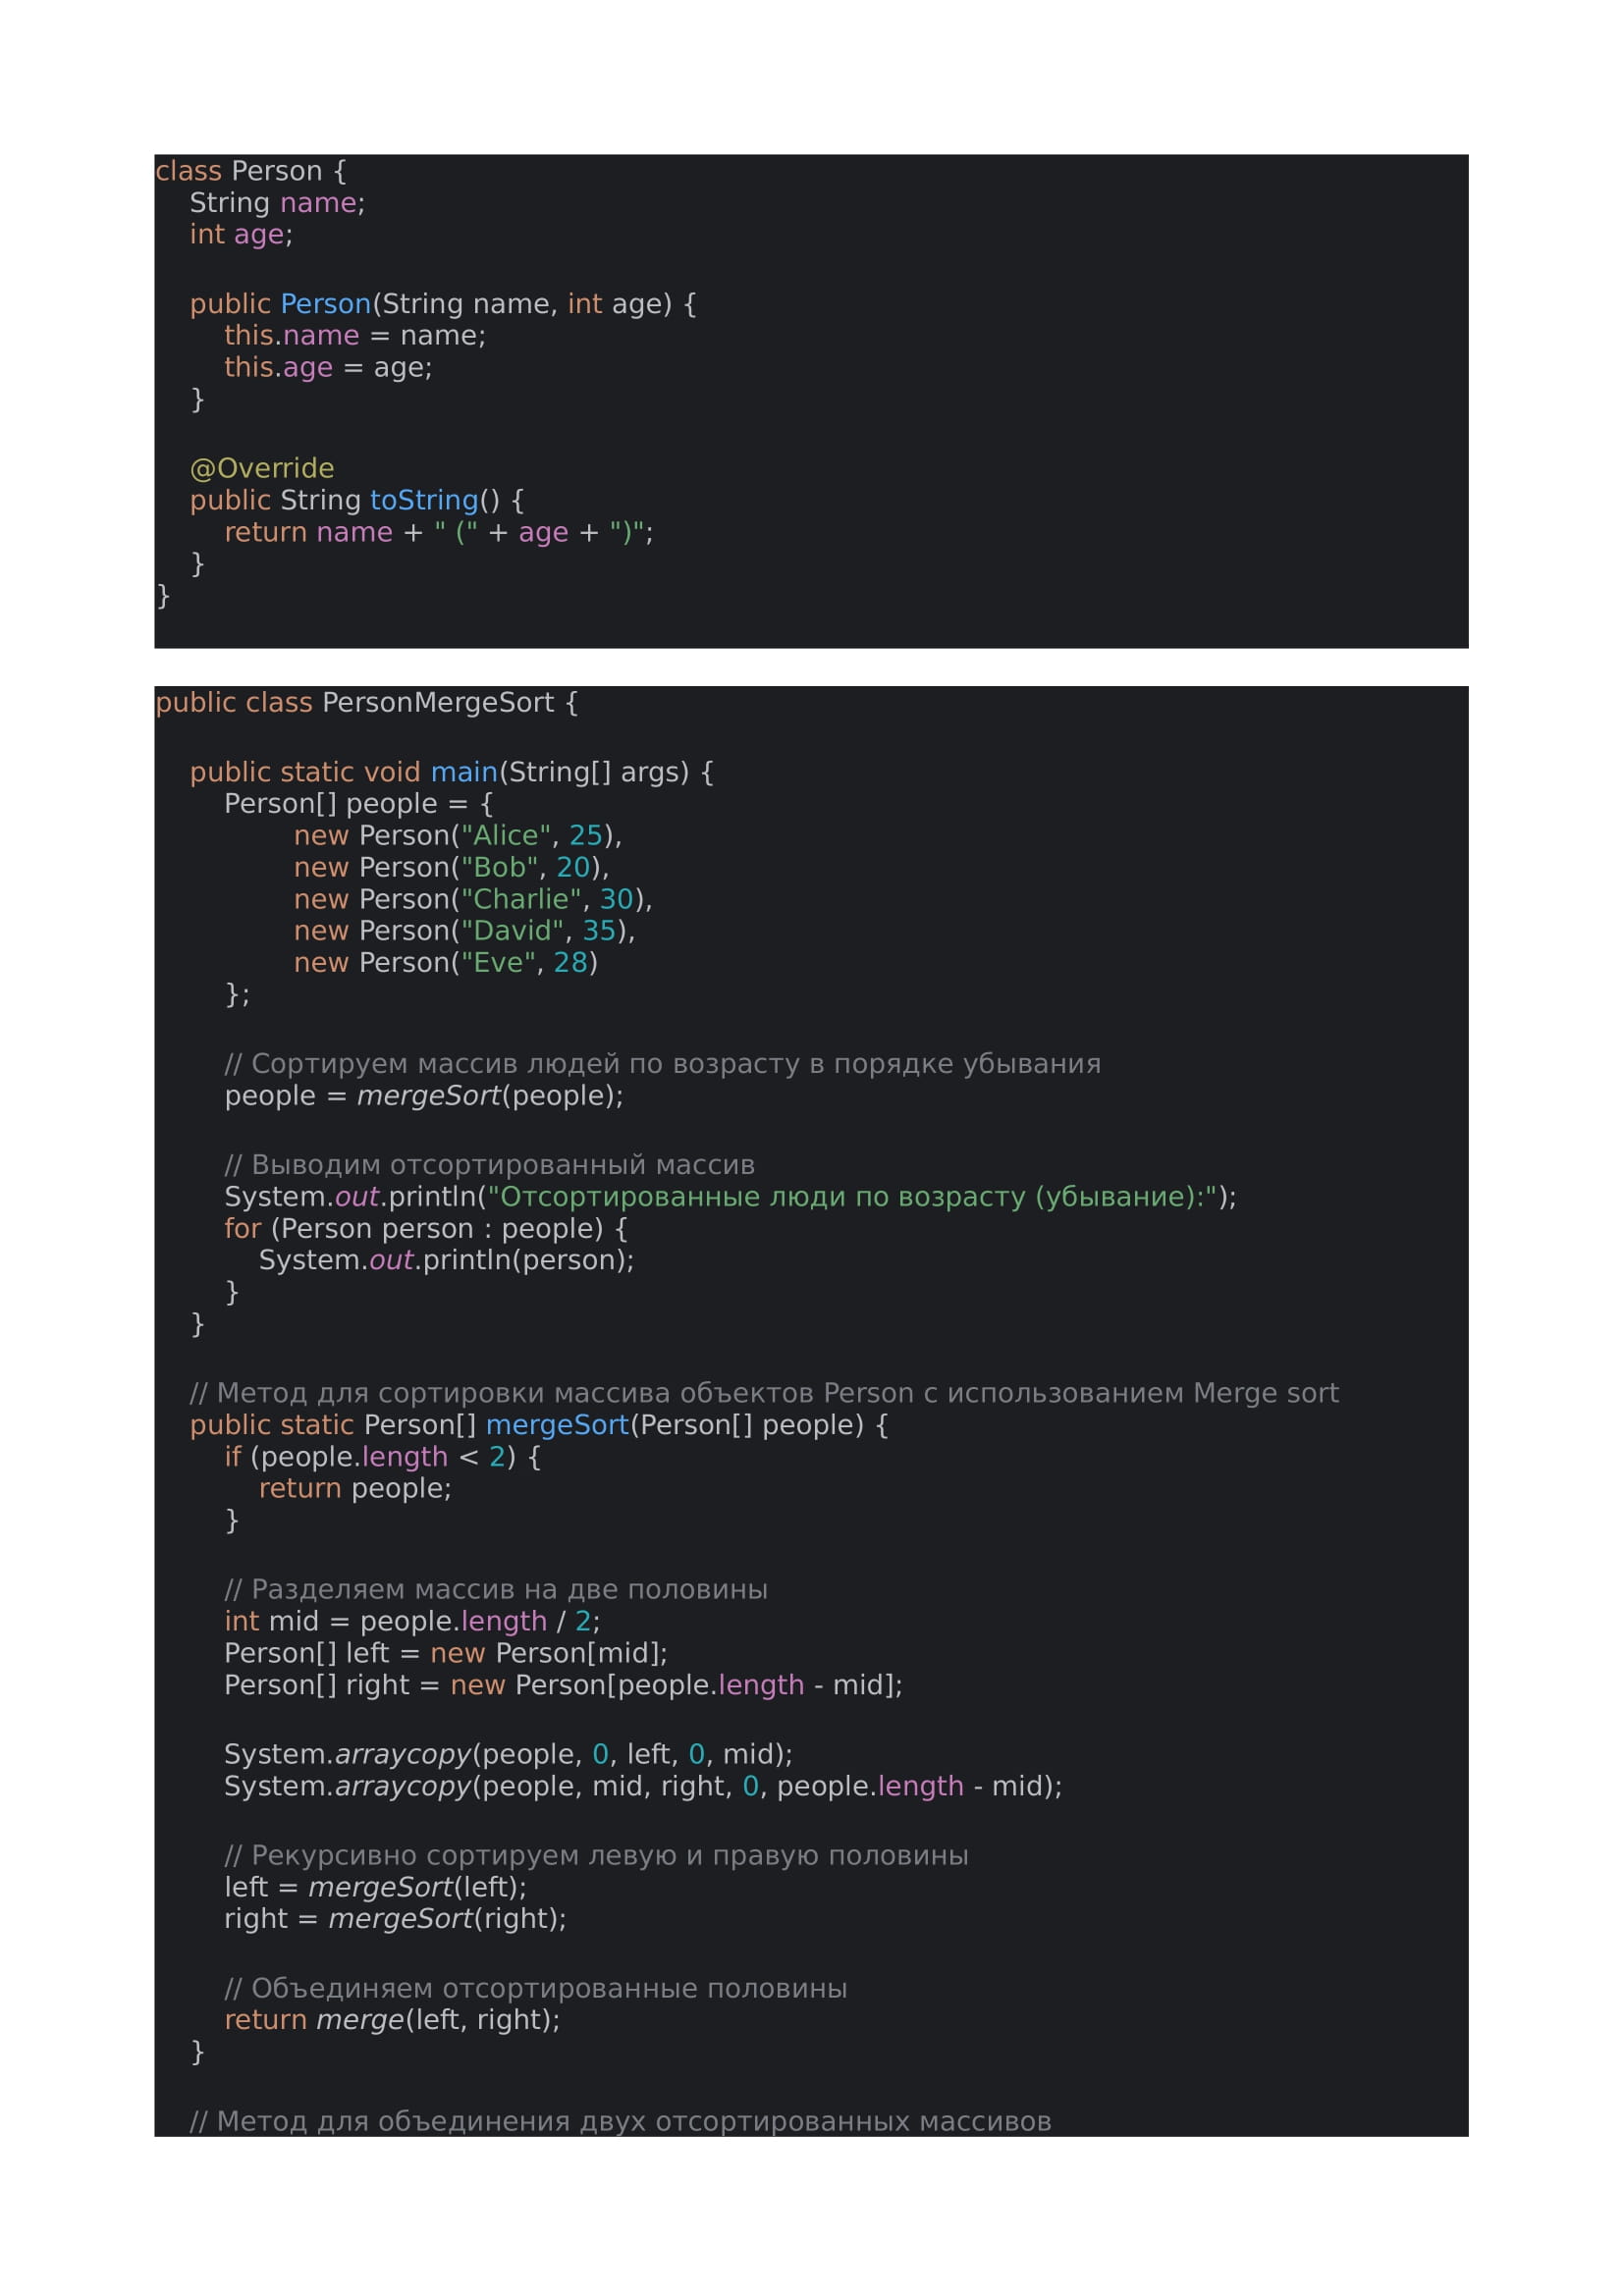 class Person {
    String name;
    int age;

    public Person(String name, int age) {
        this.name = name;
        this.age = age;
    }

    @Override
    public String toString() {
        return name + " (" + age + ")";
    }
}

public class PersonMergeSort {

    public static void main(String[] args) {
        Person[] people = {
                new Person("Alice", 25),
                new Person("Bob", 20),
                new Person("Charlie", 30),
                new Person("David", 35),
                new Person("Eve", 28)
        };

        // Сортируем массив людей по возрасту в порядке убывания
        people = mergeSort(people);

        // Выводим отсортированный массив
        System.out.println("Отсортированные люди по возрасту (убывание):");
        for (Person person : people) {
            System.out.println(person);
        }
    }

    // Метод для сортировки массива объектов Person с использованием Merge sort
    public static Person[] mergeSort(Person[] people) {
        if (people.length < 2) {
            return people;
        }

        // Разделяем массив на две половины
        int mid = people.length / 2;
        Person[] left = new Person[mid];
        Person[] right = new Person[people.length - mid];

        System.arraycopy(people, 0, left, 0, mid);
        System.arraycopy(people, mid, right, 0, people.length - mid);

        // Рекурсивно сортируем левую и правую половины
        left = mergeSort(left);
        right = mergeSort(right);

        // Объединяем отсортированные половины
        return merge(left, right);
    }

    // Метод для объединения двух отсортированных массивов